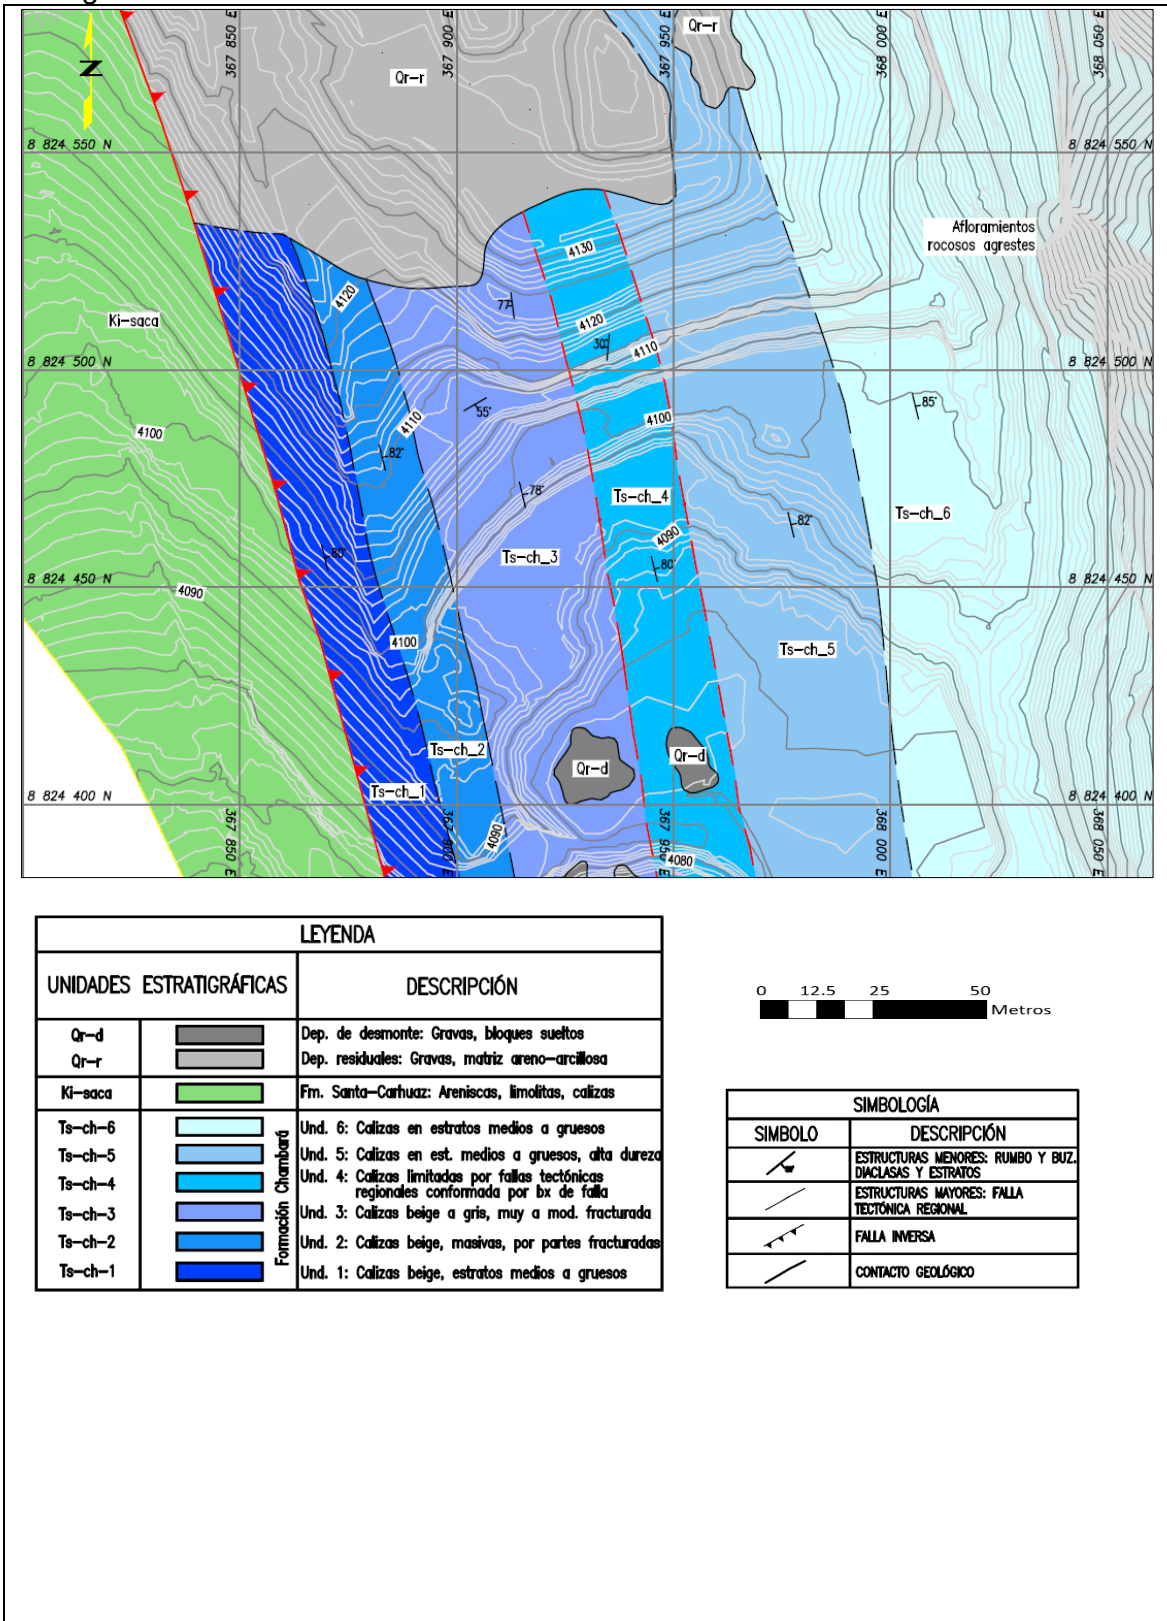 367 850 E
367 900 E
367 950 E
368 000 E
368 050 E
N
Qr-r
Qr-r
8 824 550 N
8 824 550 N
Afloramientos
rocosos agrestes
4130
4120
77°
Ki-saca
4120
30°
4110
8 824 500 N
8 824 500 N
85°
55°
4110
4100
4100
82°
78°
Ts-ch_4
Ts-ch_6
82°
4090
80°
Ts-ch_3
80°
8 824 450 N
8 824 450 N
4090
4100
Ts-ch_5
Ts-ch_2
Qr-d
Qr-d
Ts-ch_1
8 824 400 N
8 824 400 N
4090
4080
367 850 E
367 900 E
367 950 E
368 000 E
368 050 E
LEYENDA
UNIDADES ESTRATIGRÁFICAS
DESCRIPCIÓN
Qr-d
Dep. de desmonte: Gravas, bloques sueltos
Qr-r
Dep. residuales: Gravas, matriz areno-arcillosa
Ki-saca
Fm. Santa-Carhuaz: Areniscas, limolitas, calizas
Formación Chambará
Ts-ch-6
Und. 6: Calizas en estratos medios a gruesos
Ts-ch-5
Und. 5: Calizas en est. medios a gruesos, alta dureza
Ts-ch-4
Und. 4: Calizas limitadas por fallas tectónicas
regionales conformada por bx de falla
Ts-ch-3
Und. 3: Calizas beige a gris, muy a mod. fracturada
Ts-ch-2
Und. 2: Calizas beige, masivas, por partes fracturadas
Ts-ch-1
Und. 1: Calizas beige, estratos medios a gruesos
0 12.5 25 50
Metros
SIMBOLOGÍA
SIMBOLO
DESCRIPCIÓN
ESTRUCTURAS MENORES: RUMBO Y BUZ.
DIACLASAS Y ESTRATOS
ESTRUCTURAS MAYORES: FALLA
TECTÓNICA REGIONAL
FALLA INVERSA
CONTACTO GEOLÓGICO